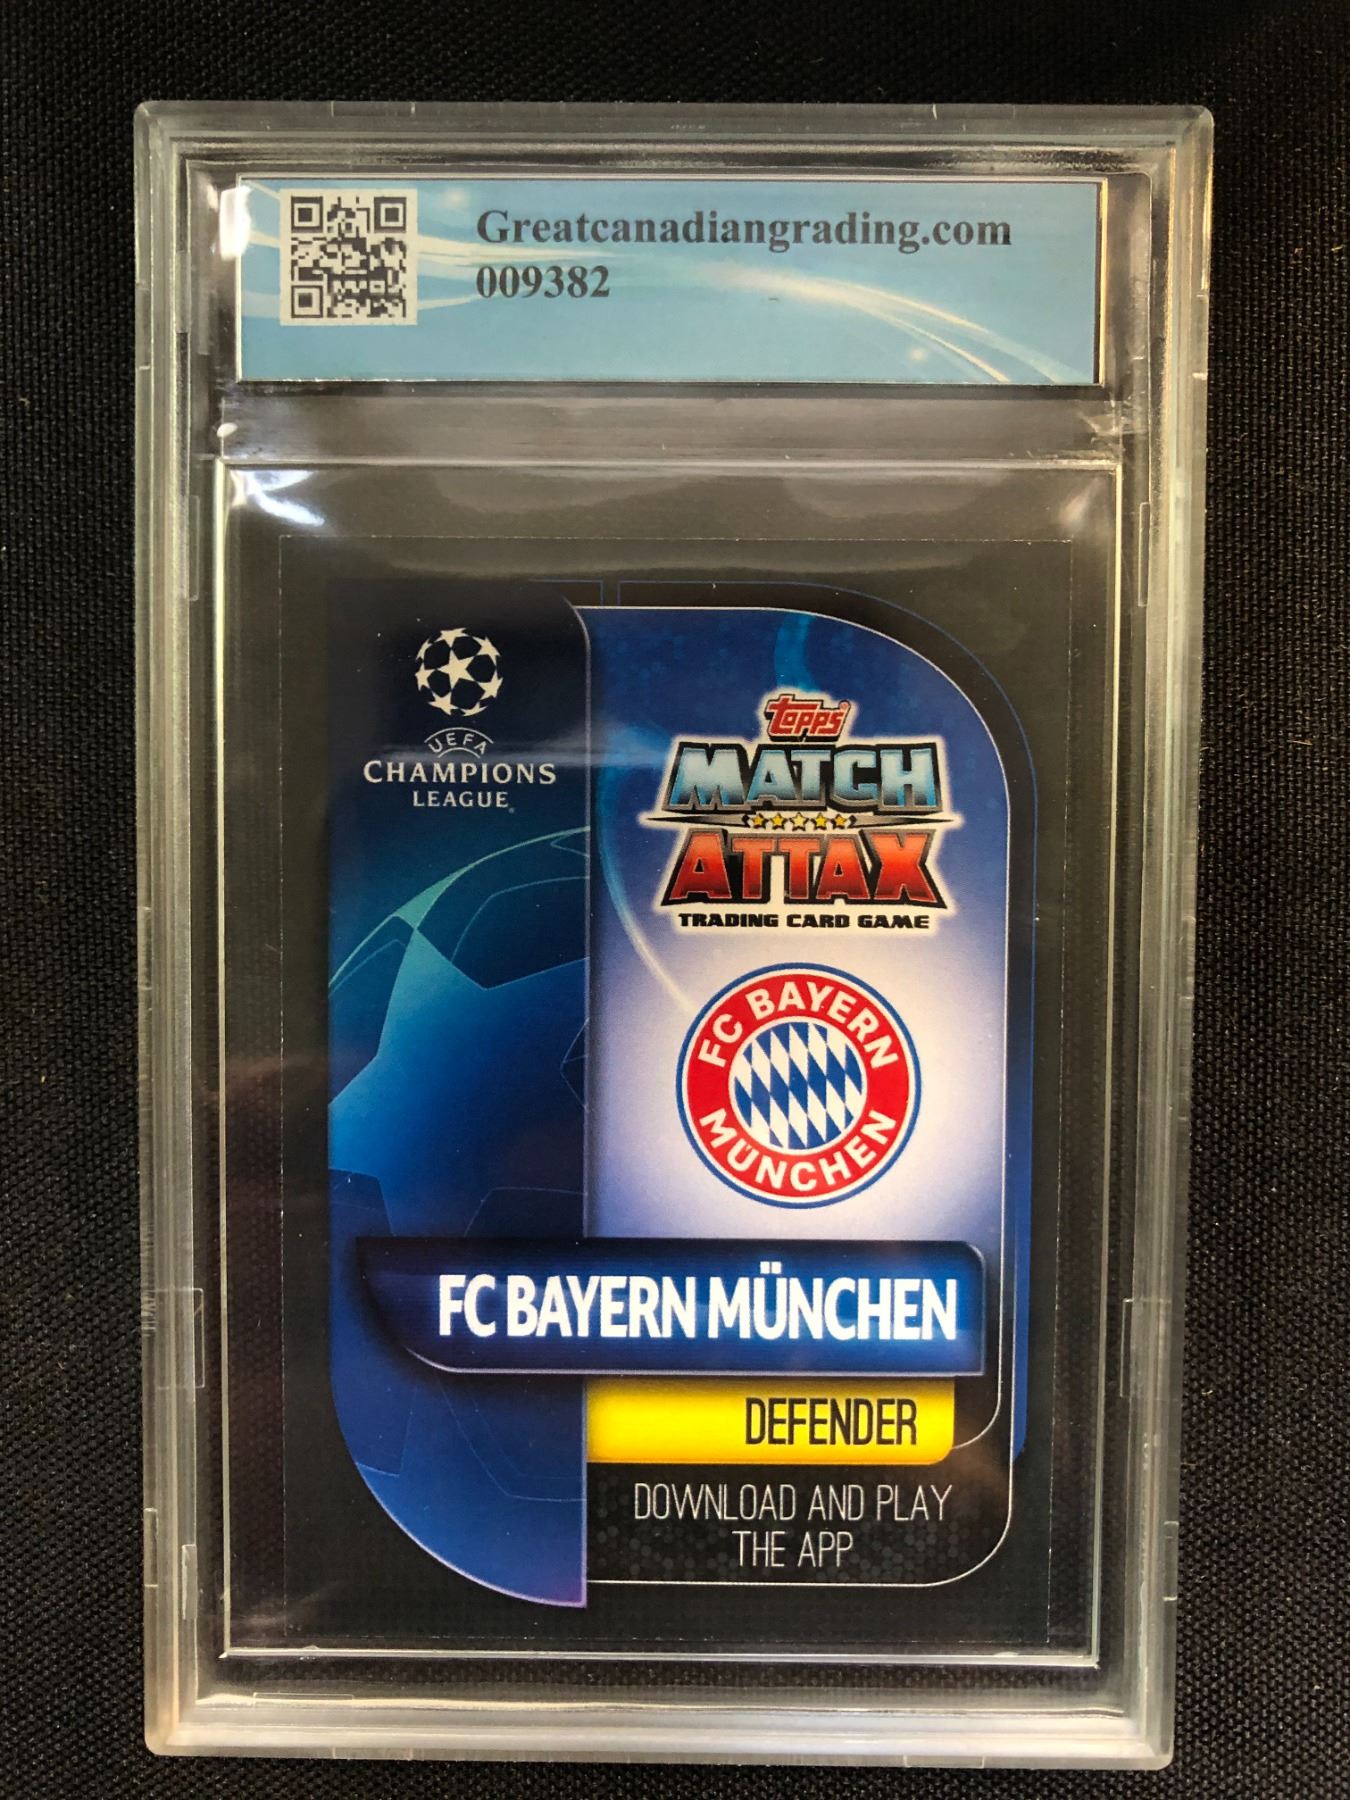 Greatcanadiangrading.com
009382
UEFA
CHAMPIONS
LEAGUE
topps
MATCH
ATTAX
TRADING CARD GAME
FC BAYERN
MÜNCHEN
FC BAYERN MÜNCHEN
DEFENDER
DOWNLOAD AND PLAY
THE APP